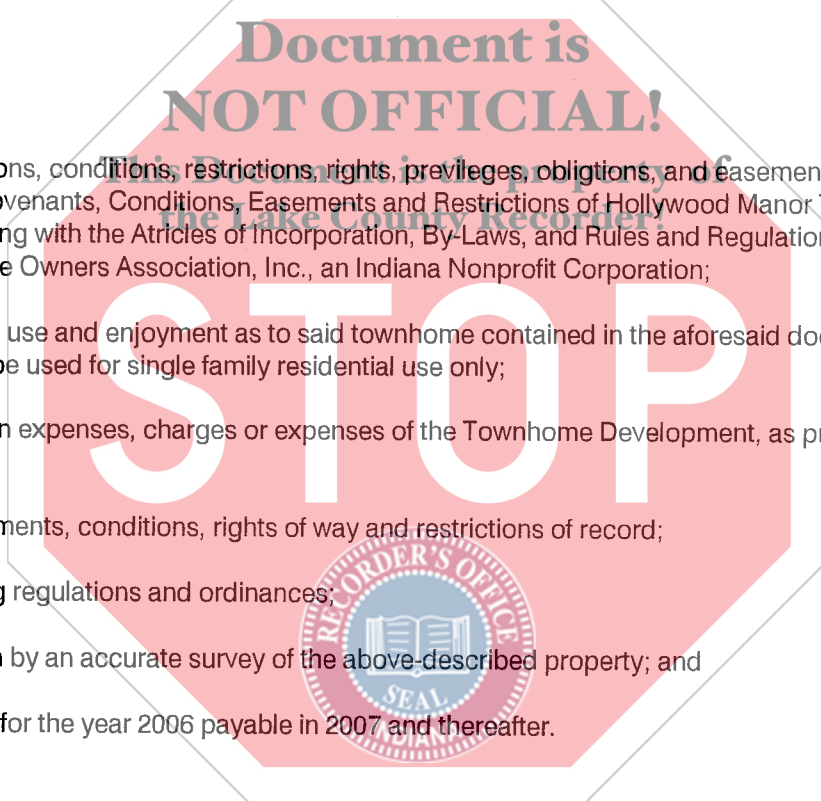 Document is
NOT OFFICIAL!
This Document is the property of
the Lake County Recorder!
ons, conditions, restrictions, rights, previleges, obligtions, and easemen
ovenants, Conditions, Easements and Restrictions of Hollywood Manor T
ng with the Atricles of Incorporation, By-Laws, and Rules and Regulation
e Owners Association, Inc., an Indiana Nonprofit Corporation;
STOP
use and enjoyment as to said townhome contained in the aforesaid doc
be used for single family residential use only;
n expenses, charges or expenses of the Townhome Development, as pr
ments, conditions, rights of way and restrictions of record;
g regulations and ordinances;
RECORDER'S OFFICE
by an accurate survey of the above-described property; and
SEAL
for the year 2006 payable in 2007 and thereafter.
INDIANA